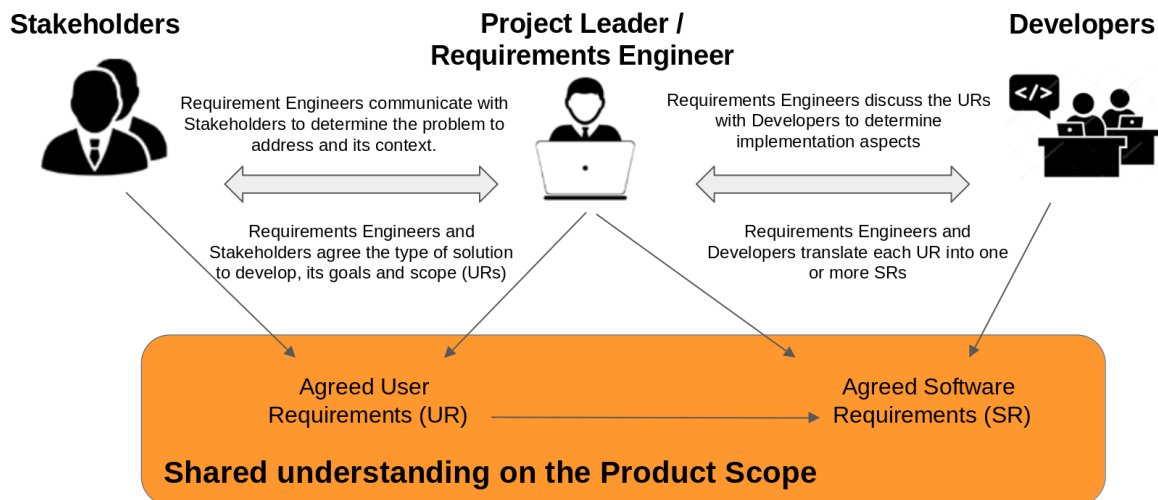 Stakeholders
Project Leader /
Requirements Engineer
Developers
Requirement Engineers communicate with
Stakeholders to determine the problem to
address and its context.
Requirements Engineers discuss the URs
with Developers to determine
implementation aspects
</>
Requirements Engineers and
Stakeholders agree the type of solution
to develop, its goals and scope (URs)
Requirements Engineers and
Developers translate each UR into one
or more SRs
Agreed User
Requirements (UR)
Agreed Software
Requirements (SR)
Shared understanding on the Product Scope